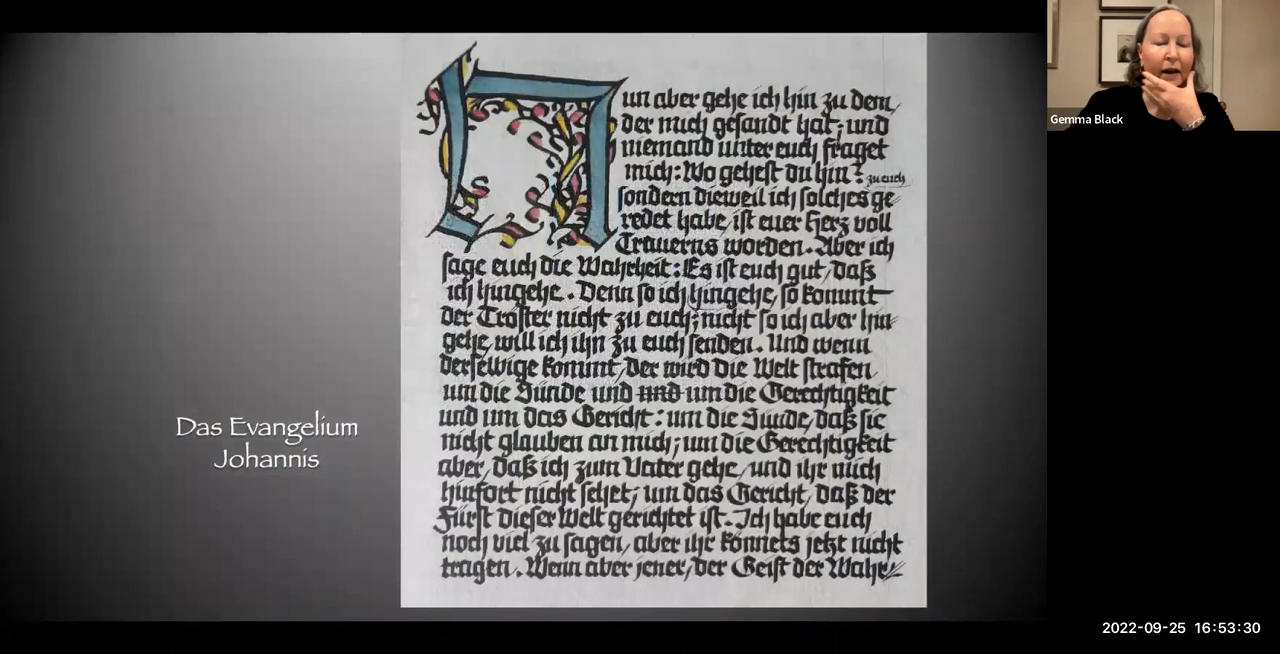 Das Evangelium
Johannis
Nun aber gehe ich hin zu dem,
der mich gesandt hat; und
niemand unter euch fraget
mich: Wo gehest du hin?
zu euch
sondern dieweil ich solches ge
redet habe, ist euer Herz voll
Trauerns worden. Aber ich
sage euch die Wahrheit: Es ist euch gut, daß
ich hingehe. Denn so ich hingehe, so kommt
der Tröster nicht zu euch; nicht so ich aber hin
gehe, will ich ihn zu euch senden. Und wenn
derselbige kommt, der wird die Welt strafen
um die Sünde und und um die Gerechtigkeit
und um das Gericht: um die Sünde, daß sie
nicht glauben an mich; um die Gerechtigkeit
aber, daß ich zum Vater gehe, und ihr mich
hinfort nicht sehet; um das Gericht, daß der
Fürst dieser Welt gerichtet ist. Ich habe euch
noch viel zu sagen, aber ihr könnets jetzt nicht
tragen. Wenn aber jener, der Geist der Wahr
Gemma Black
2022-09-25 16:53:30